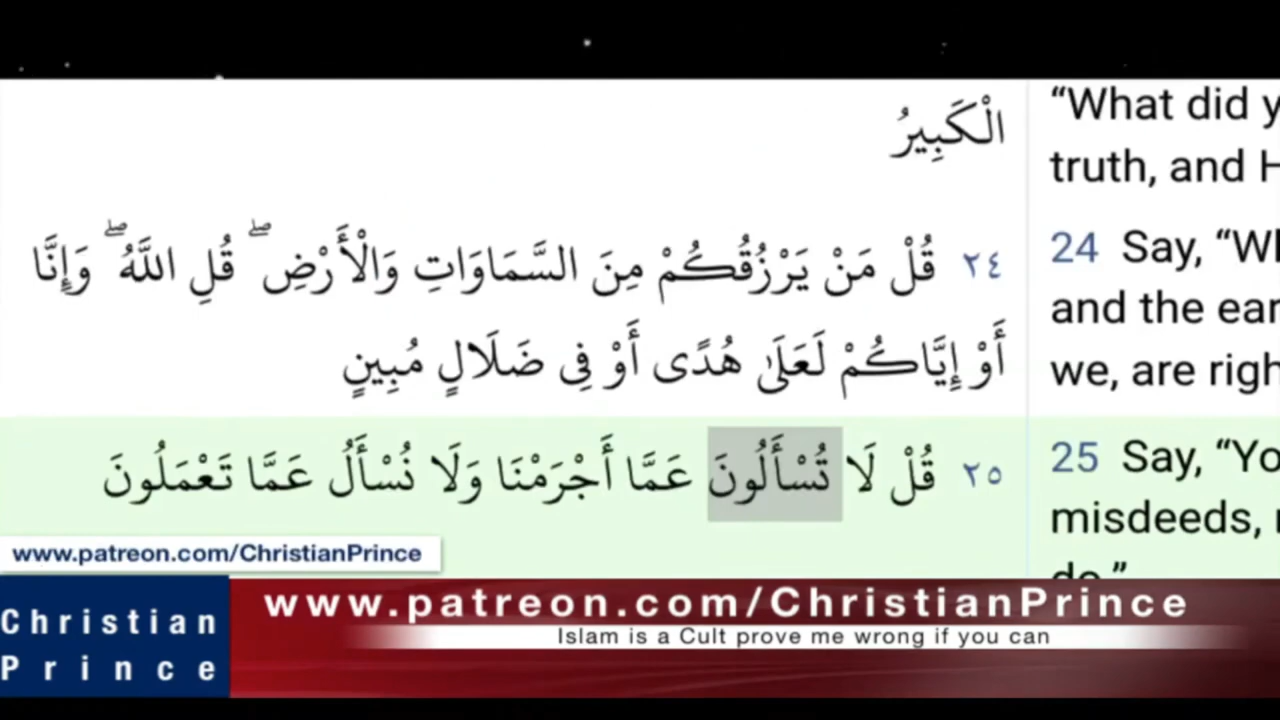 الْكَبِيرُ
٢٤ قُلْ مَنْ يَرْزُقُكُمْ مِنَ السَّمَاوَاتِ وَالْأَرْضِ ۖ قُلِ اللَّهُ ۖ وَإِنَّا
أَوْ إِيَّاكُمْ لَعَلَىٰ هُدًى أَوْ فِي ضَلَالٍ مُبِينٍ
٢٥ قُلْ لَا تُسْأَلُونَ عَمَّا أَجْرَمْنَا وَلَا نُسْأَلُ عَمَّا تَعْمَلُونَ
“What did y
truth, and H
24 Say, “Wh
and the ear
we, are righ
25 Say, “Yo
misdeeds,
do.”
www.patreon.com/ChristianPrince
Christian
Prince
www.patreon.com/ChristianPrince
Islam is a Cult prove me wrong if you can